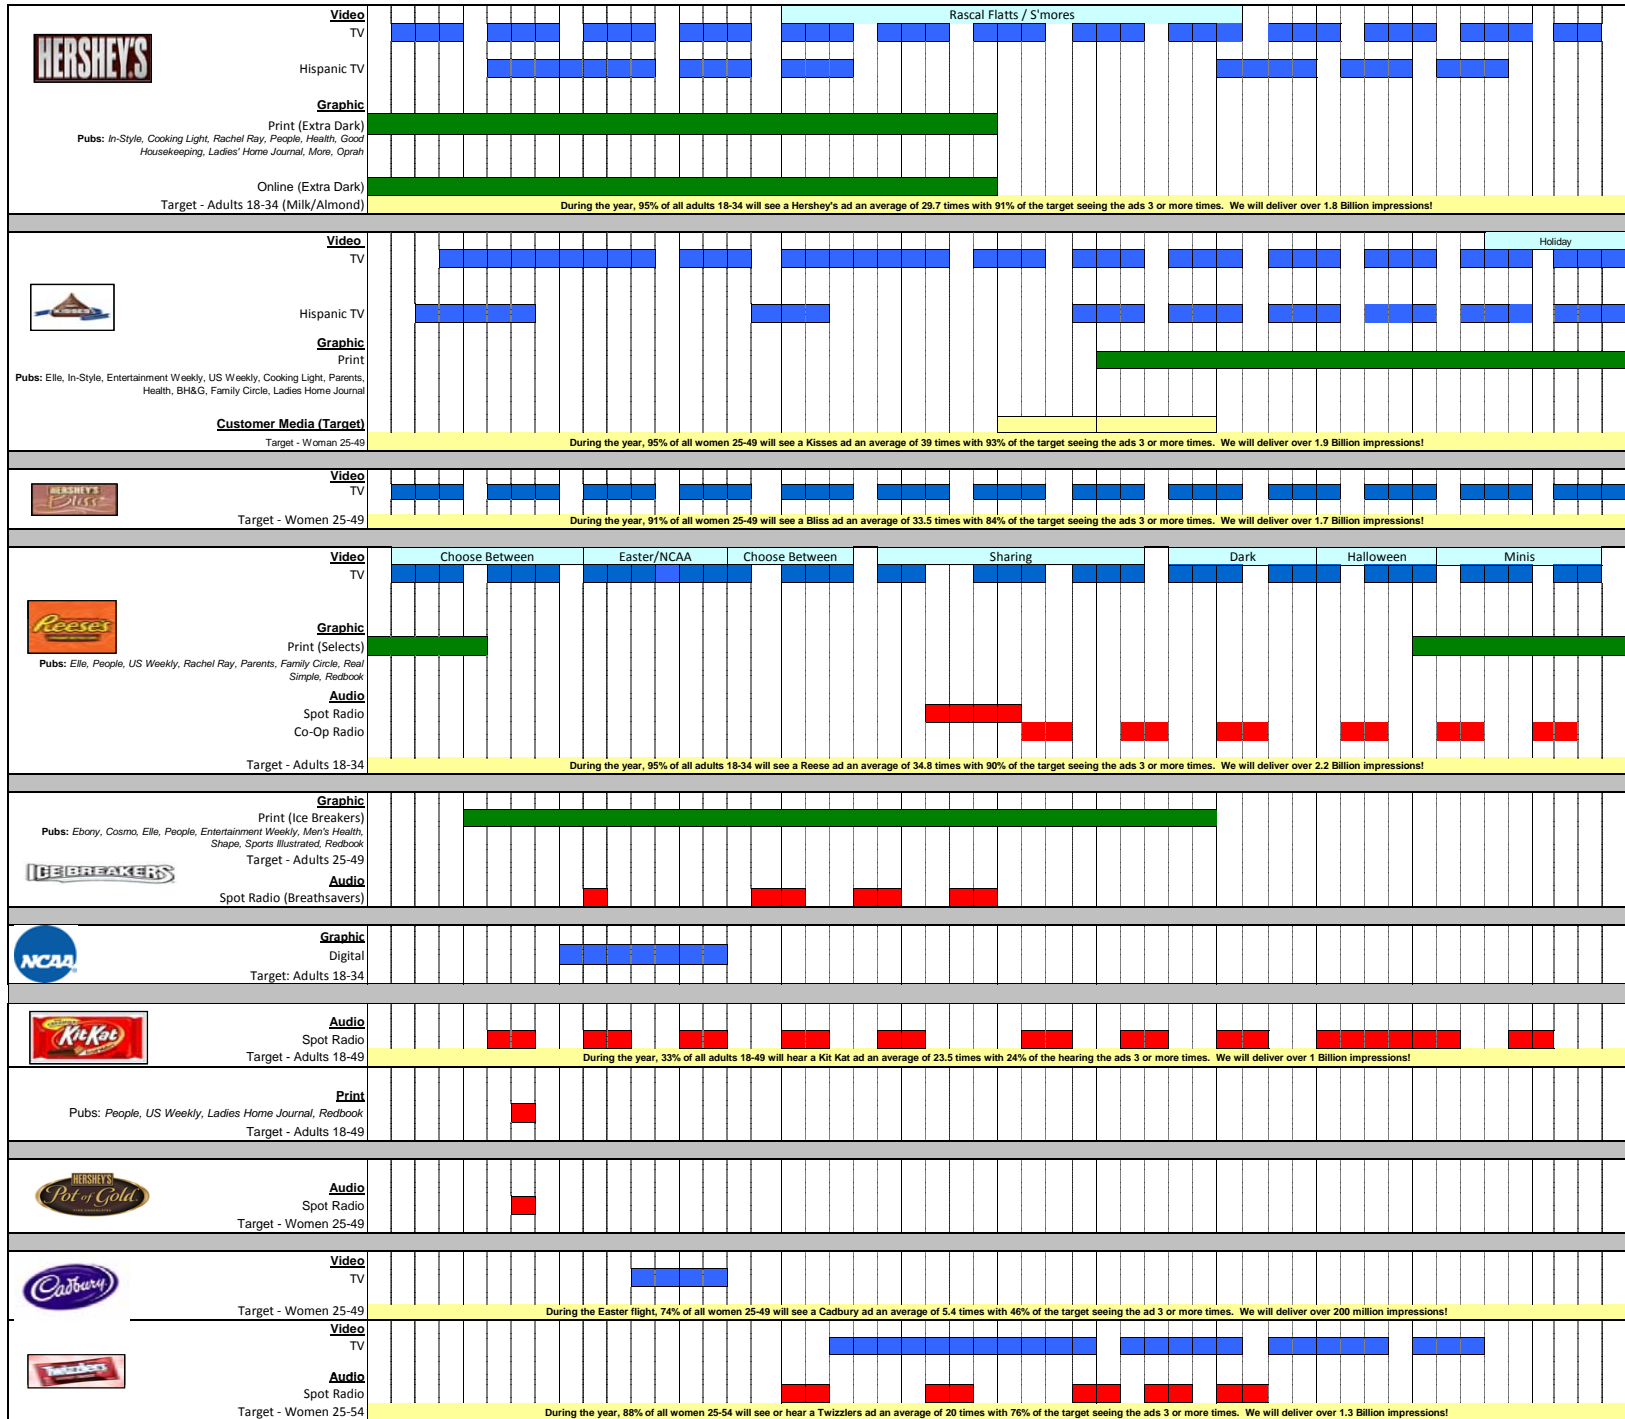 Video
Rascal Flatts / S'mores
TV
HERSHEY'S
Hispanic TV
Graphic
Print (Extra Dark)
Pubs: In-Style, Cooking Light, Rachel Ray, People, Health, Good
Housekeeping, Ladies' Home Journal, More, Oprah
Online (Extra Dark)
Target - Adults 18-34 (Milk/Almond)
During the year, 95% of all adults 18-34 will see a Hershey's ad an average of 29.7 times with 91% of the target seeing the ads 3 or more times. We will deliver over 1.8 Billion impressions!
Video
Holiday
TV
KISSES
Hispanic TV
Graphic
Print
Pubs: Elle, In-Style, Entertainment Weekly, US Weekly, Cooking Light, Parents,
Health, BH&G, Family Circle, Ladies Home Journal
Customer Media (Target)
Target - Woman 25-49
During the year, 95% of all women 25-49 will see a Kisses ad an average of 39 times with 93% of the target seeing the ads 3 or more times. We will deliver over 1.9 Billion impressions!
Video
TV
HERSHEY'S
Bliss
Target - Women 25-49
During the year, 91% of all women 25-49 will see a Bliss ad an average of 33.5 times with 84% of the target seeing the ads 3 or more times. We will deliver over 1.7 Billion impressions!
Video
Choose Between
Easter/NCAA
Choose Between
Sharing
Dark
Halloween
Minis
TV
Reese's
Graphic
Print (Selects)
Pubs: Elle, People, US Weekly, Rachel Ray, Parents, Family Circle, Real
Simple, Redbook
Audio
Spot Radio
Co-Op Radio
Target - Adults 18-34
During the year, 95% of all adults 18-34 will see a Reese ad an average of 34.8 times with 90% of the target seeing the ads 3 or more times. We will deliver over 2.2 Billion impressions!
Graphic
Print (Ice Breakers)
Pubs: Ebony, Cosmo, Elle, People, Entertainment Weekly, Men's Health,
Shape, Sports Illustrated, Redbook
Target - Adults 25-49
ICE BREAKERS
Audio
Spot Radio (Breathsavers)
Graphic
NCAA
Digital
Target: Adults 18-34
Audio
KitKat
Spot Radio
Target - Adults 18-49
During the year, 33% of all adults 18-49 will hear a Kit Kat ad an average of 23.5 times with 24% of the hearing the ads 3 or more times. We will deliver over 1 Billion impressions!
Print
Pubs: People, US Weekly, Ladies Home Journal, Redbook
Target - Adults 18-49
HERSHEY'S
Pot of Gold
Audio
Spot Radio
Target - Women 25-49
Video
TV
Cadbury
Target - Women 25-49
During the Easter flight, 74% of all women 25-49 will see a Cadbury ad an average of 5.4 times with 46% of the target seeing the ad 3 or more times. We will deliver over 200 million impressions!
Video
TV
Twizzlers
Audio
Spot Radio
Target - Women 25-54
During the year, 88% of all women 25-54 will see or hear a Twizzlers ad an average of 20 times with 76% of the target seeing the ads 3 or more times. We will deliver over 1.3 Billion impressions!